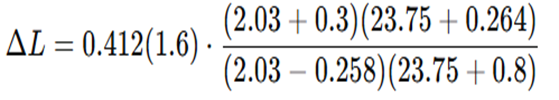 ΔL = 0.412(1.6) · \frac{(2.03 + 0.3)(23.75 + 0.264)}{(2.03 − 0.258)(23.75 + 0.8)}